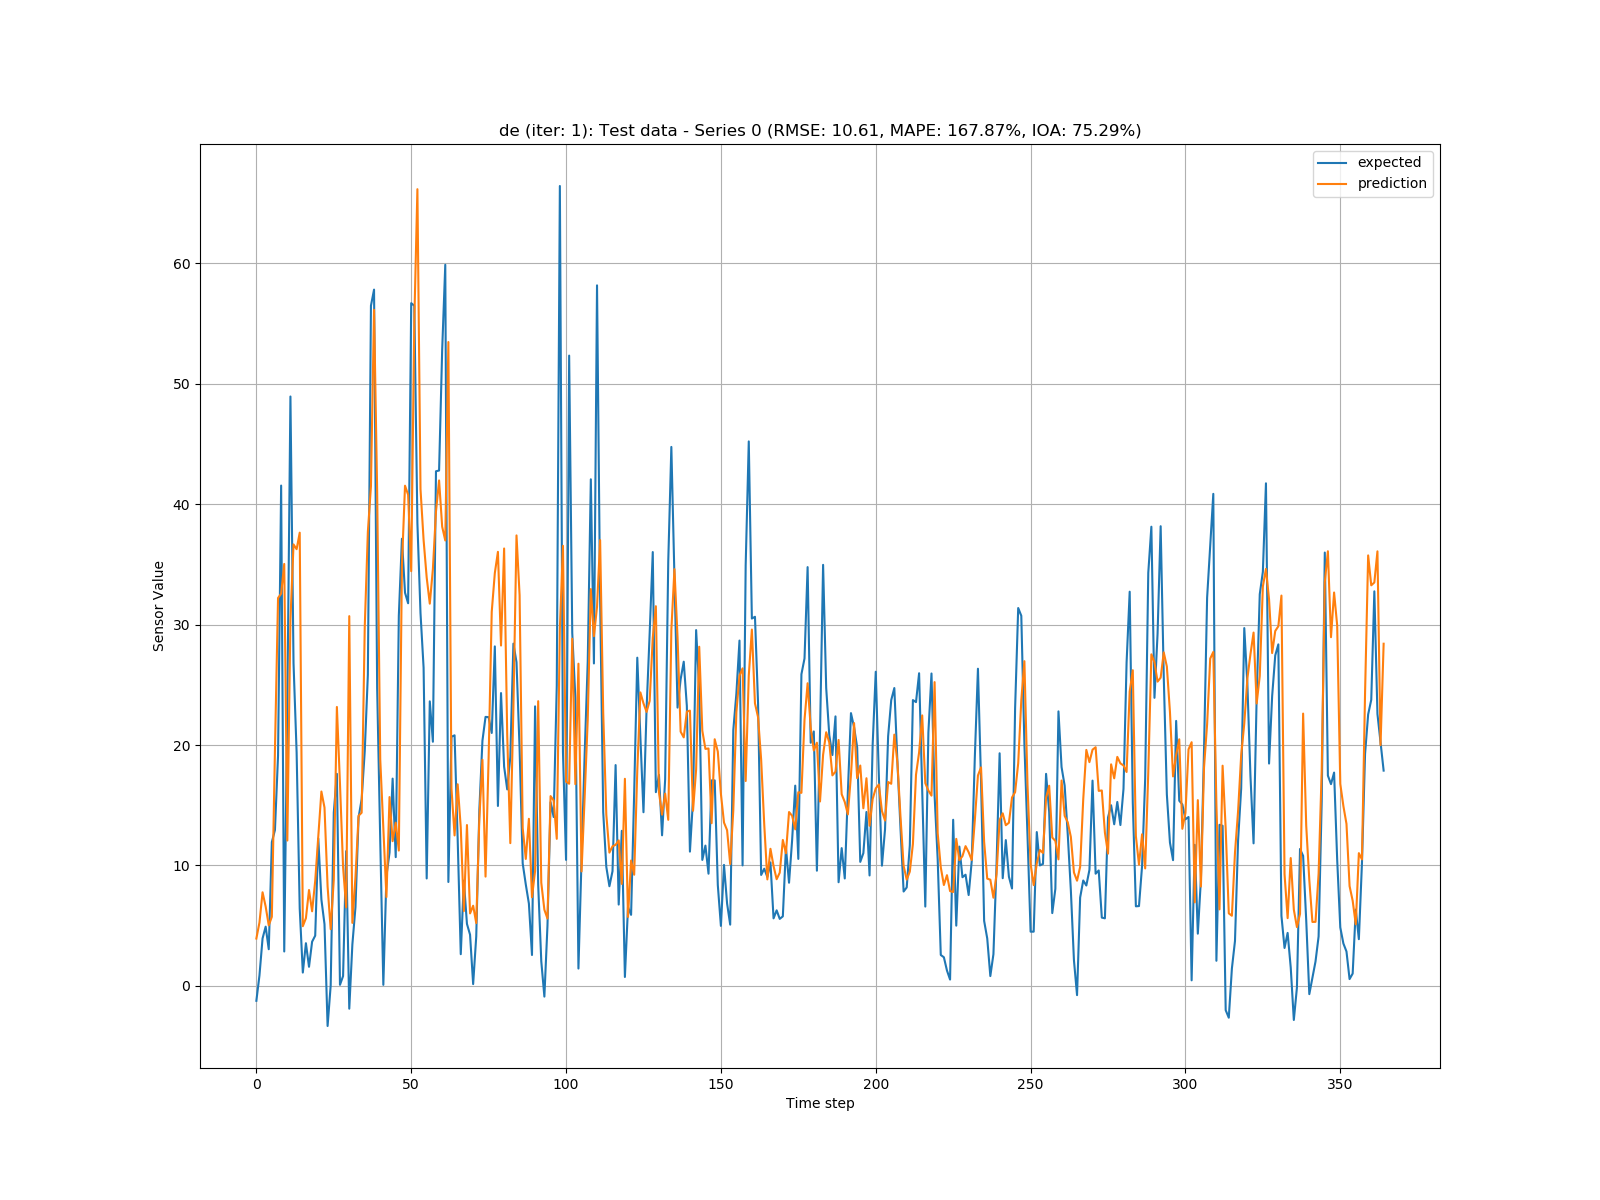 de (iter: 1): Test data - Series 0 (RMSE: 10.61, MAPE: 167.87%, IOA: 75.29%)
expected
prediction
Sensor Value
60
50
40
30
20
10
0
0 50 100 150 200 250 300 350
Time step